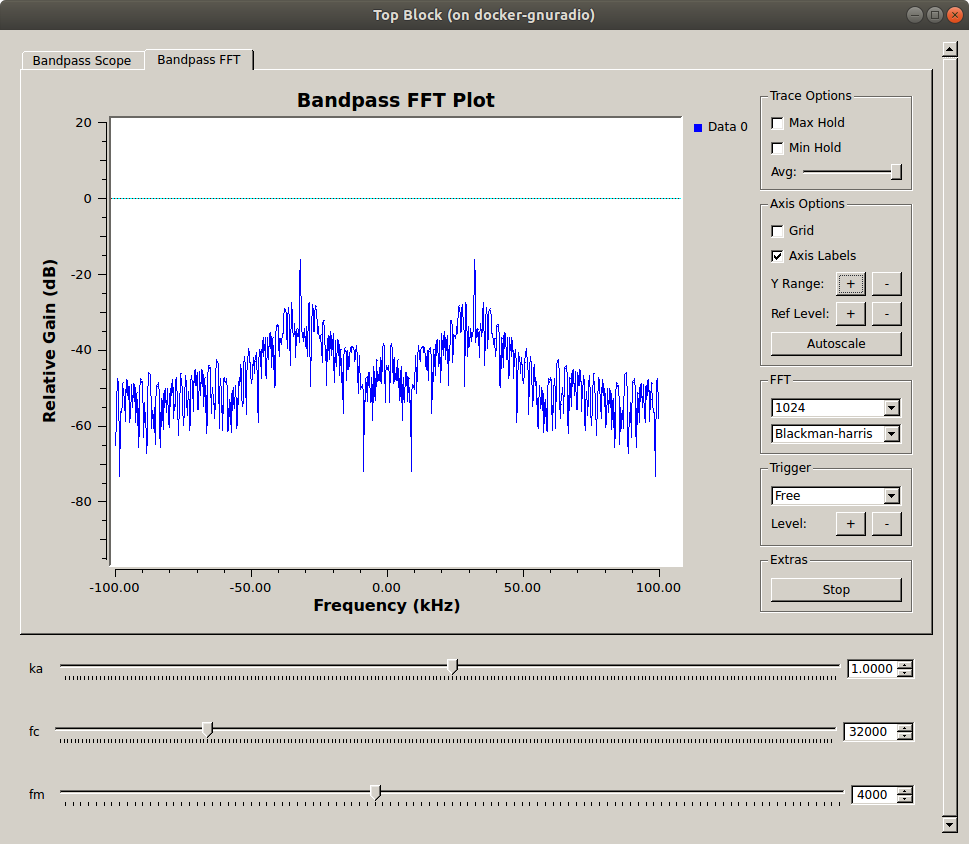 Top Block (on docker-gnuradio)
Bandpass Scope
Bandpass FFT
Bandpass FFT Plot
Data 0
20
0
-20
-40
-60
-80
Relative Gain (dB)
-100.00
-50.00
0.00
50.00
100.00
Frequency (kHz)
Trace Options
Max Hold
Min Hold
Avg:
Axis Options
Grid
Axis Labels
Y Range: + -
Ref Level: + -
Autoscale
FFT
1024
Blackman-harris
Trigger
Free
Level: + -
Extras
Stop
ka 1.0000
fc 32000
fm 4000